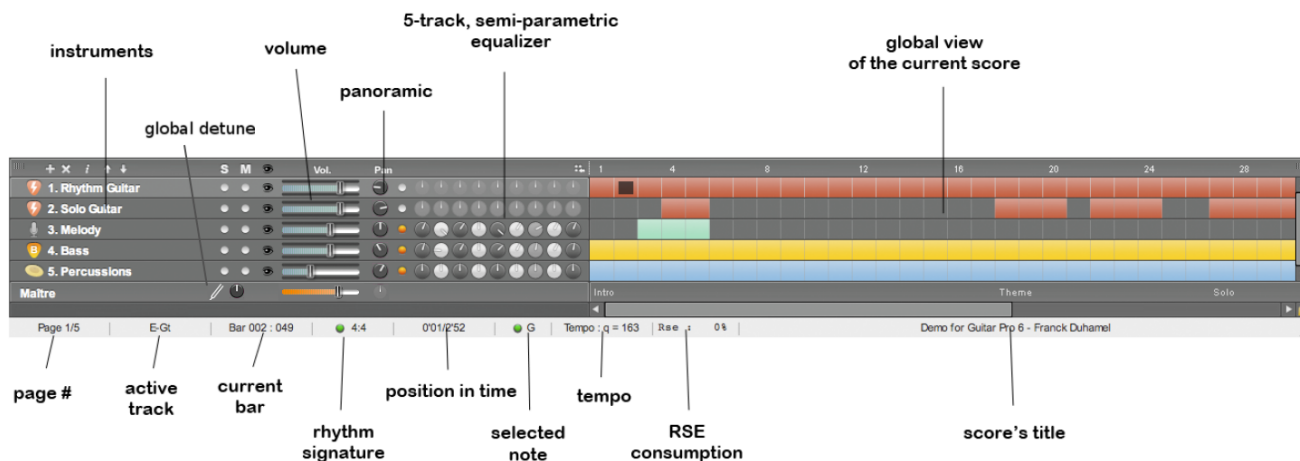 5-track, semi-parametric
equalizer
instruments
volume
global view
of the current score
panoramic
global detune
S M Vol. Pan 1 4 8 12 16 20 24 28
1. Rhythm Guitar
2. Solo Guitar
3. Melody
4. Bass
5. Percussions
Maître
Intro Theme Solo
Page 1/5 E-Gt Bar 002 : 049 4:4 0'01/2'52 G Tempo : q = 163 Rse : 0% Demo for Guitar Pro 6 - Franck Duhamel
page #
active
track
current
bar
position in time
tempo
rhythm
signature
selected
note
RSE
consumption
score's title